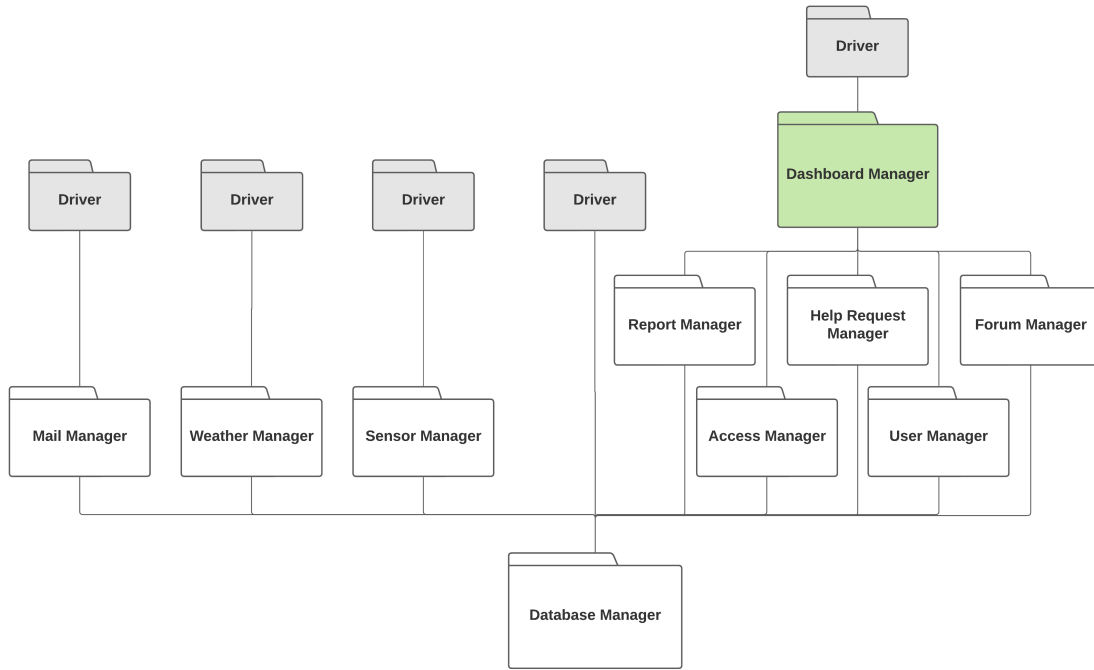 Driver
Dashboard Manager
Driver
Driver
Driver
Driver
Report Manager
Help Request
Manager
Forum Manager
Mail Manager
Weather Manager
Sensor Manager
Access Manager
User Manager
Database Manager